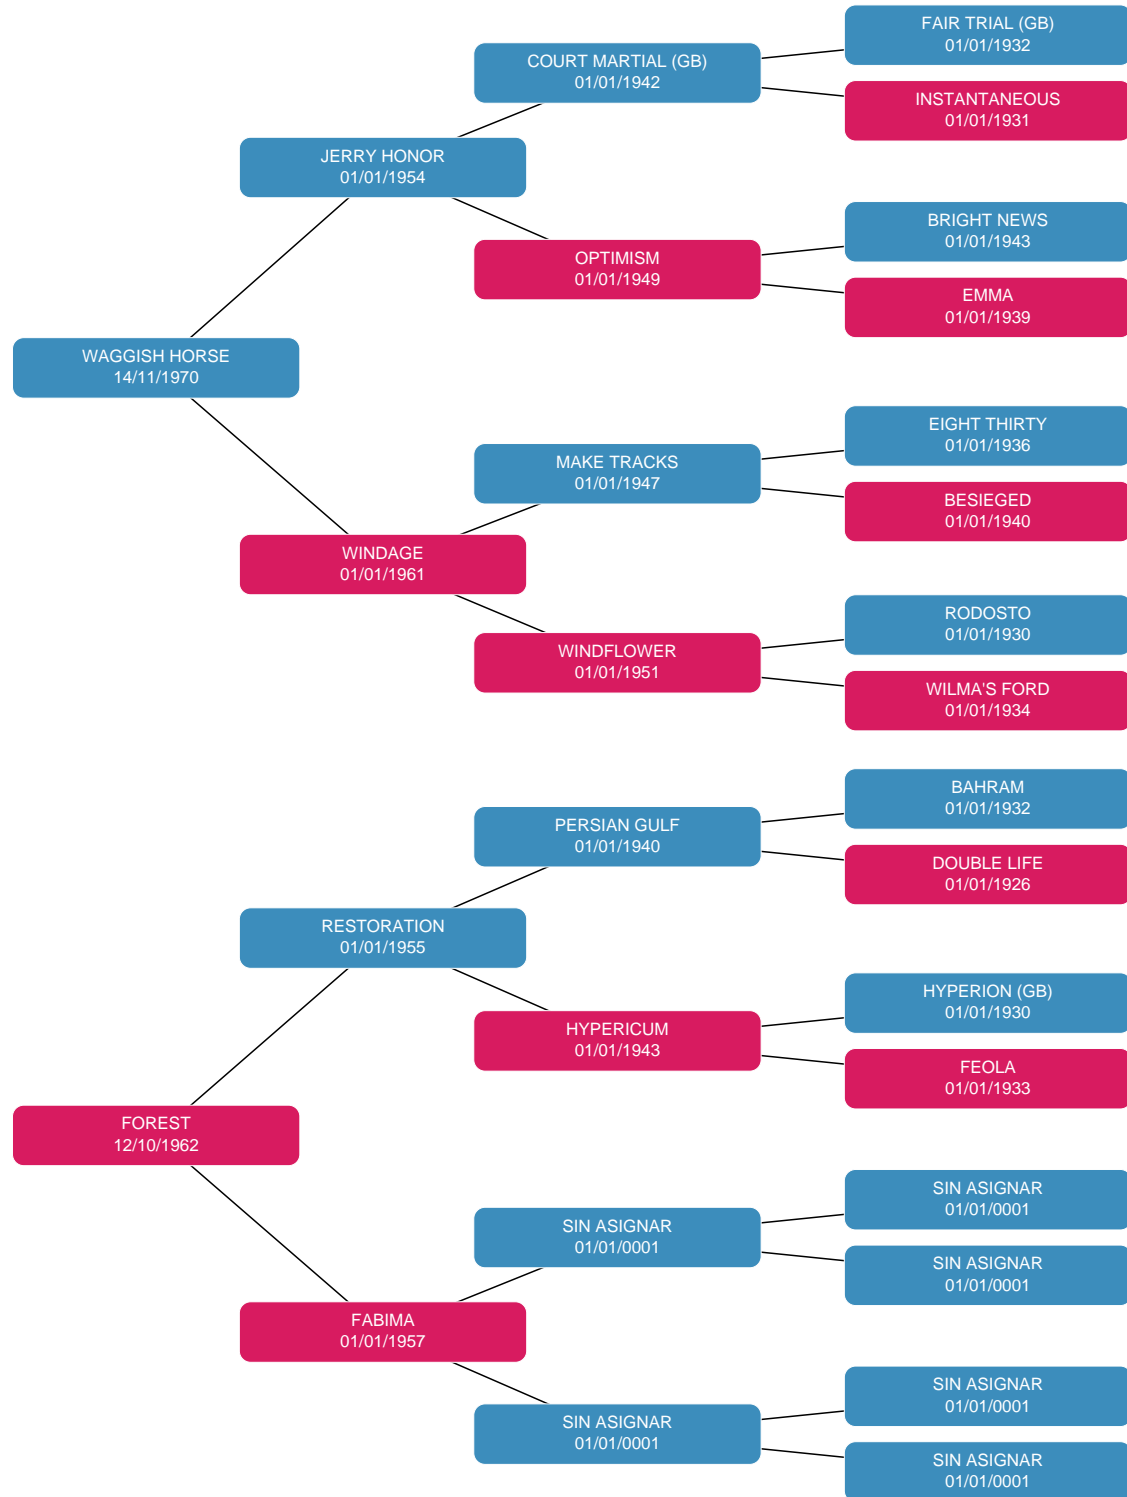 FAIR TRIAL (GB)
01/01/1932
COURT MARTIAL (GB)
01/01/1942
INSTANTANEOUS
01/01/1931
JERRY HONOR
01/01/1954
BRIGHT NEWS
01/01/1943
OPTIMISM
01/01/1949
EMMA
01/01/1939
WAGGISH HORSE
14/11/1970
EIGHT THIRTY
01/01/1936
MAKE TRACKS
01/01/1947
BESIEGED
01/01/1940
WINDAGE
01/01/1961
RODOSTO
01/01/1930
WINDFLOWER
01/01/1951
WILMA'S FORD
01/01/1934
BAHRAM
01/01/1932
PERSIAN GULF
01/01/1940
DOUBLE LIFE
01/01/1926
RESTORATION
01/01/1955
HYPERION (GB)
01/01/1930
HYPERICUM
01/01/1943
FEOLA
01/01/1933
FOREST
12/10/1962
SIN ASIGNAR
01/01/0001
SIN ASIGNAR
01/01/0001
SIN ASIGNAR
01/01/0001
FABIMA
01/01/1957
SIN ASIGNAR
01/01/0001
SIN ASIGNAR
01/01/0001
SIN ASIGNAR
01/01/0001